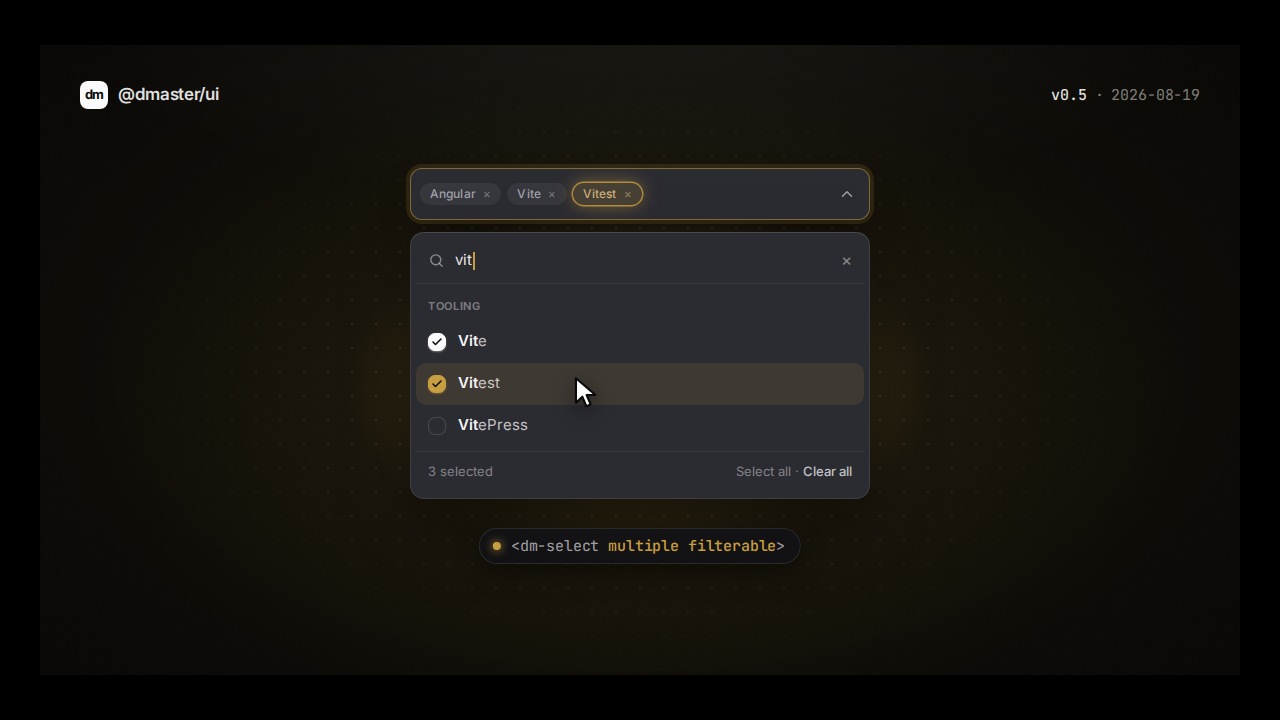 dm @dmaster/ui
v0.5 · 2026-08-19
Angular × Vite × Vitest ×
vit ×
TOOLING
Vite
Vitest
VitePress
3 selected
Select all · Clear all
<dm-select multiple filterable>